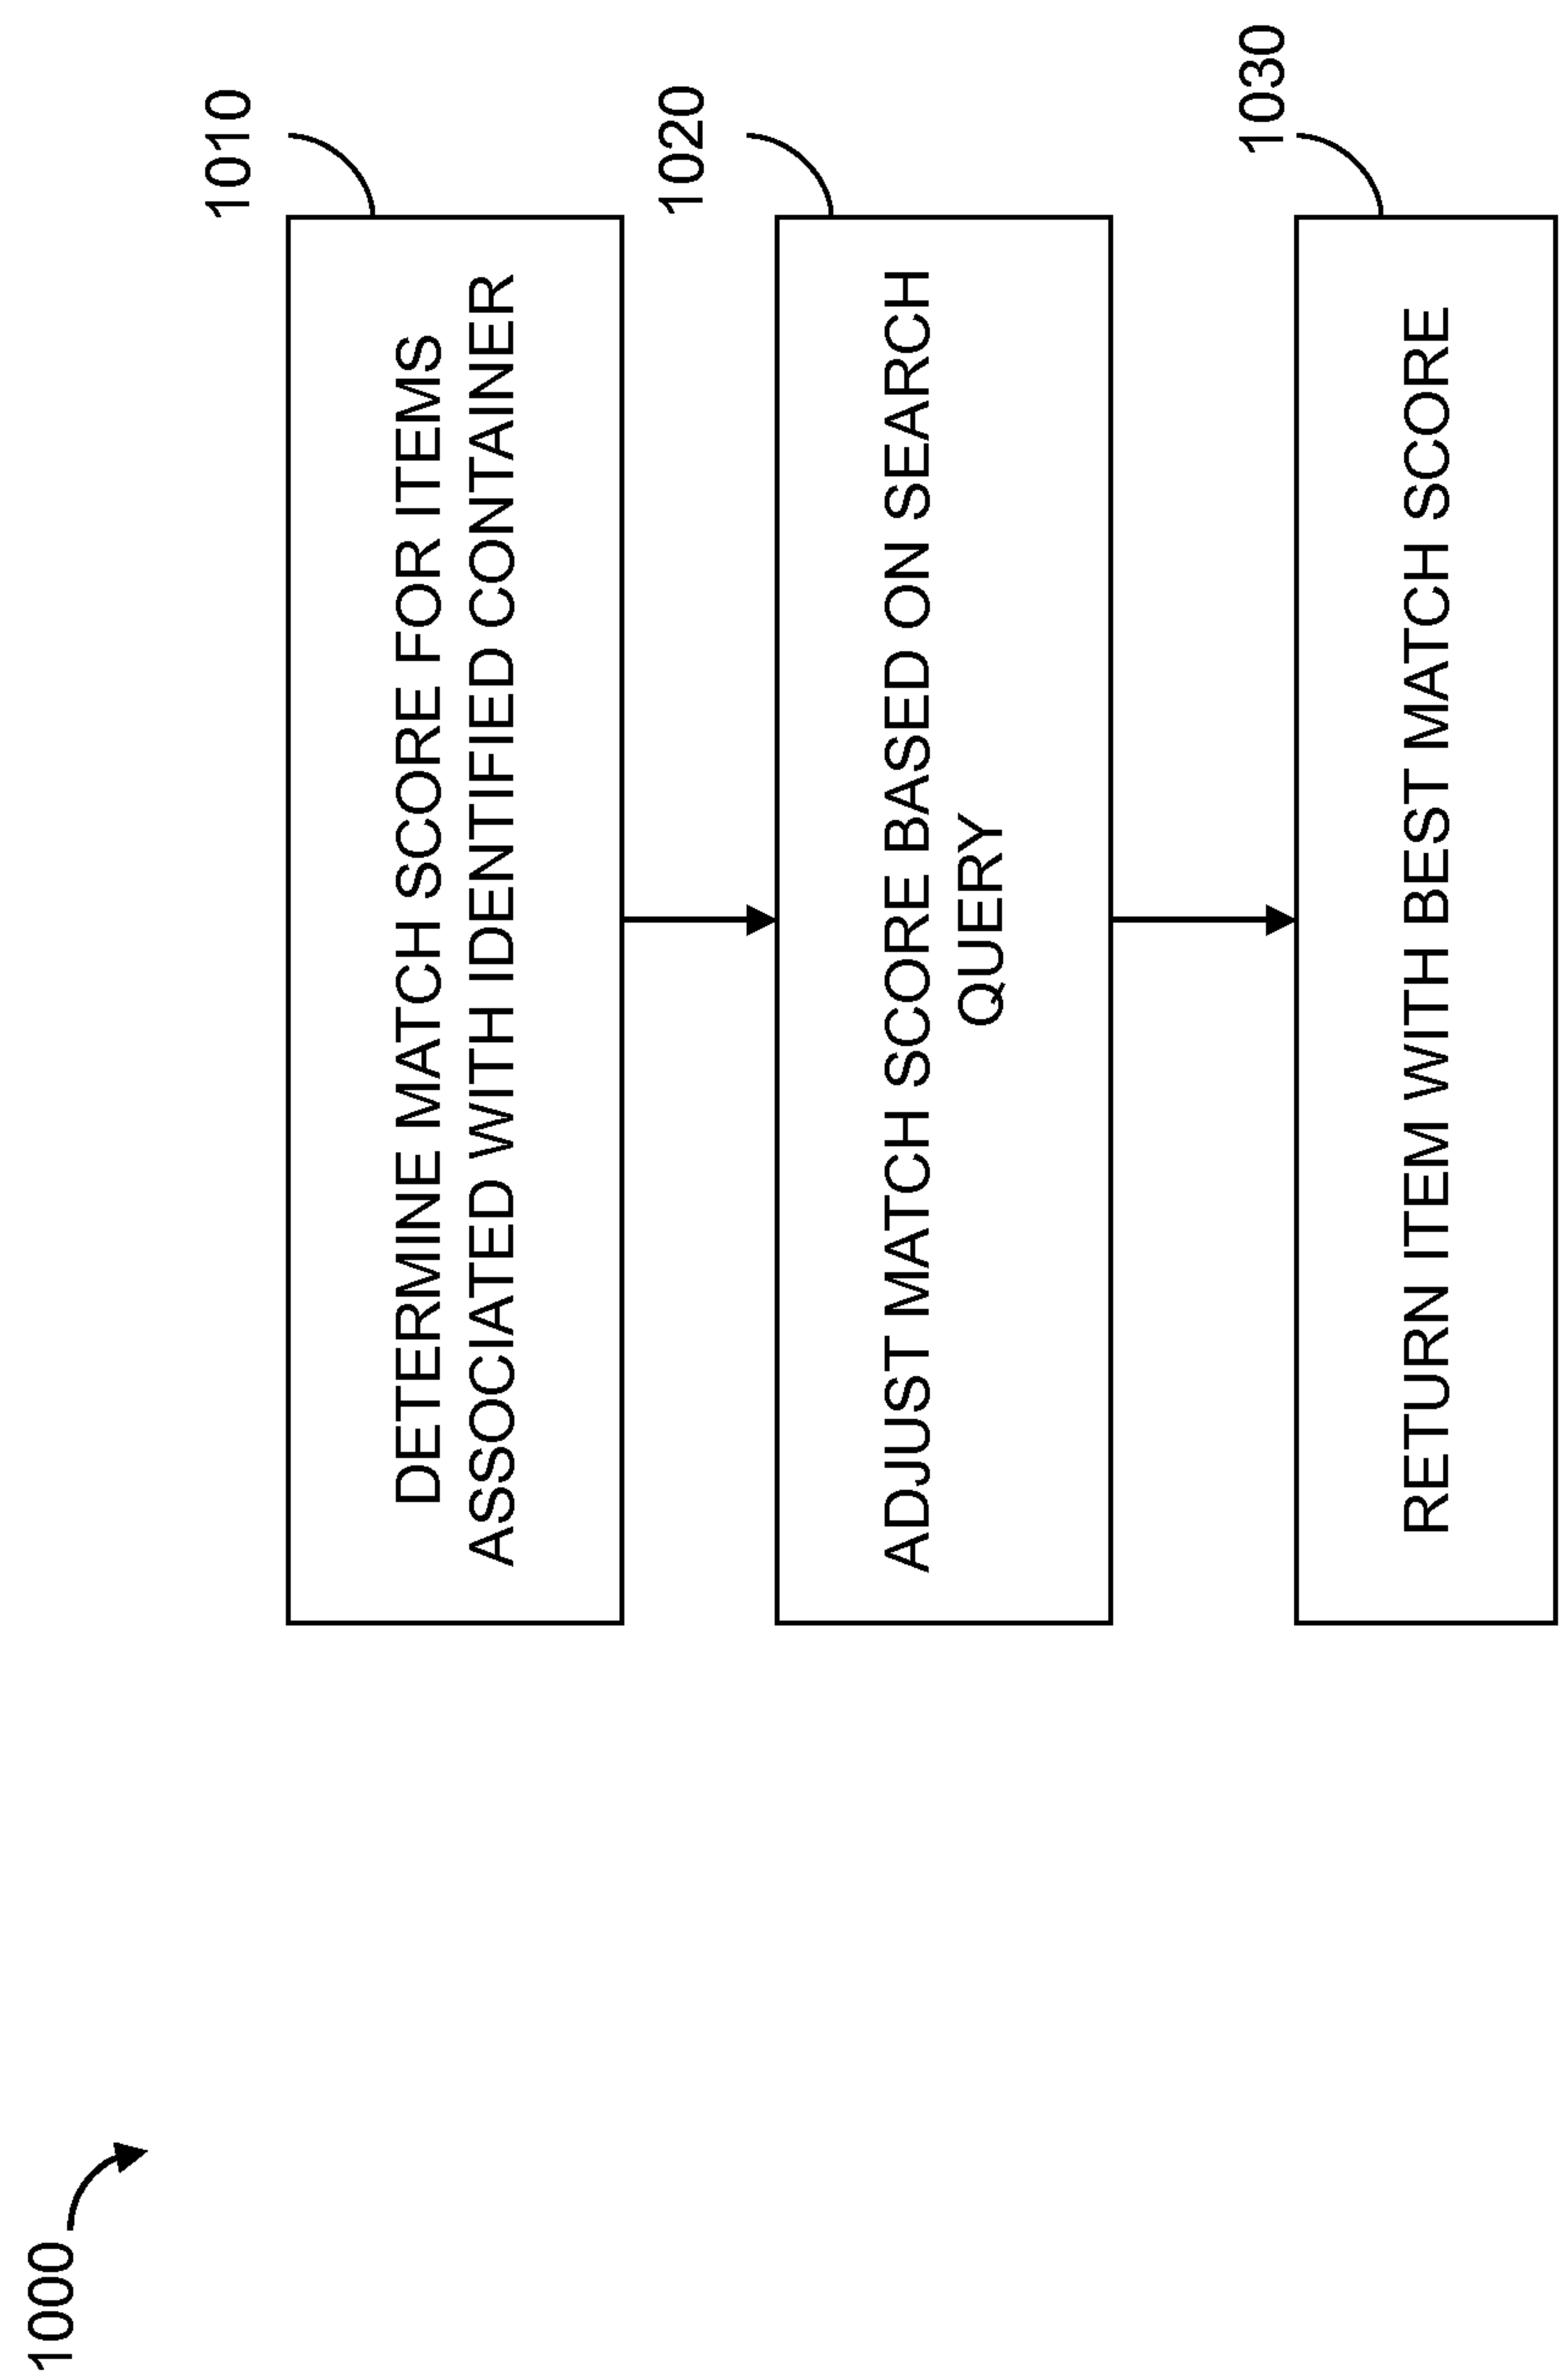 1000
1010
DETERMINE MATCH SCORE FOR ITEMS
ASSOCIATED WITH IDENTIFIED CONTAINER
1020
ADJUST MATCH SCORE BASED ON SEARCH
QUERY
1030
RETURN ITEM WITH BEST MATCH SCORE